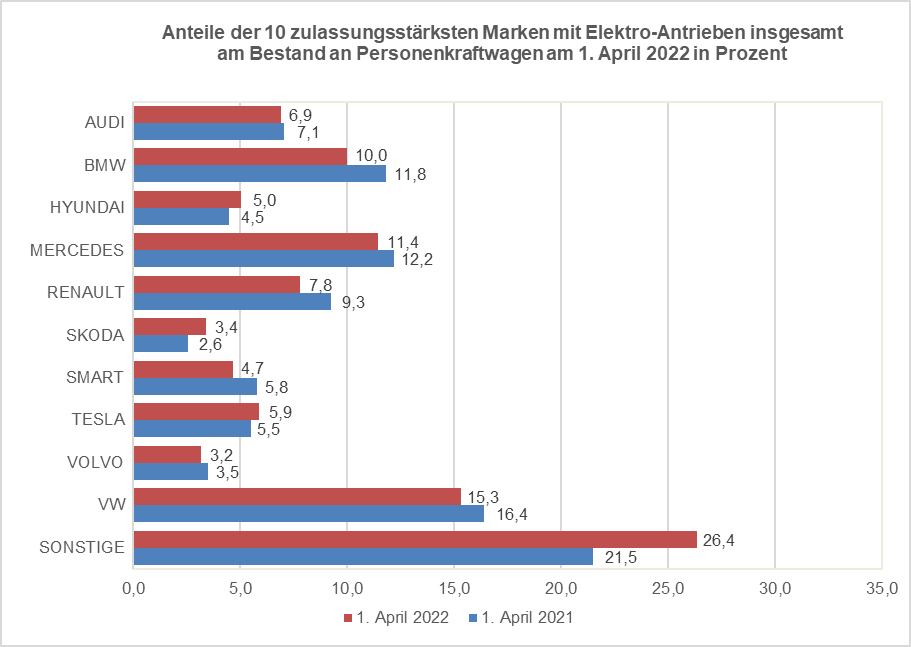 Anteile der 10 zulassungsstärksten Marken mit Elektro-Antrieben insgesamt
am Bestand an Personenkraftwagen am 1. April 2022 in Prozent
AUDI
6,9
7,1
BMW
10,0
11,8
HYUNDAI
5,0
4,5
MERCEDES
11,4
12,2
RENAULT
7,8
9,3
SKODA
3,4
2,6
SMART
4,7
5,8
TESLA
5,9
5,5
VOLVO
3,2
3,5
VW
15,3
16,4
SONSTIGE
26,4
21,5
0,0 5,0 10,0 15,0 20,0 25,0 30,0 35,0
1. April 2022 1. April 2021